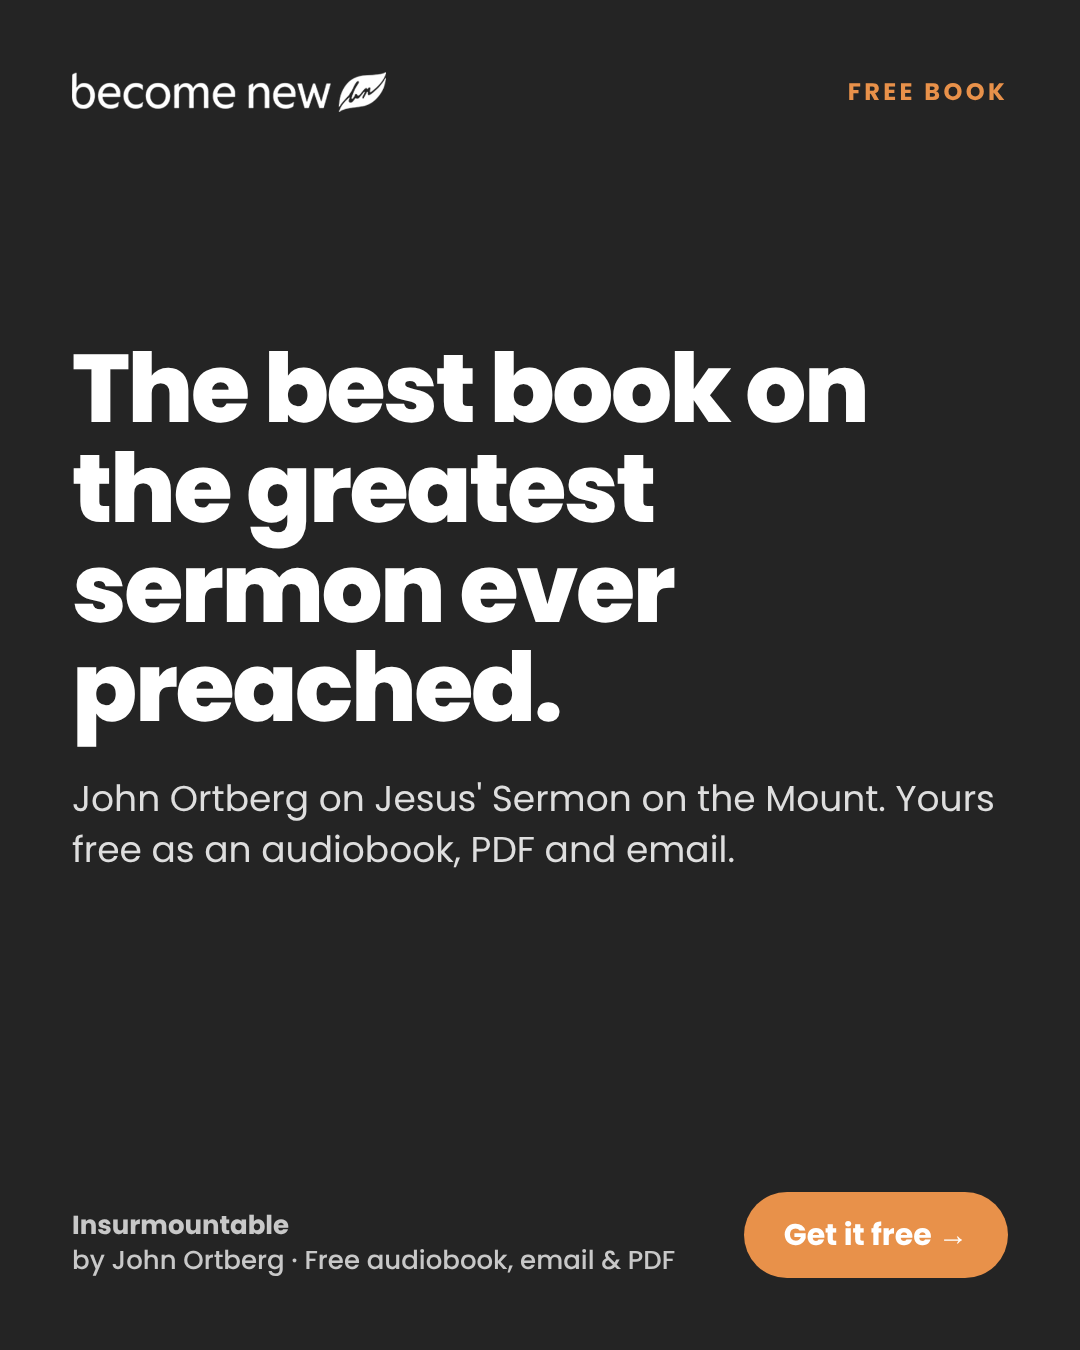 become new
FREE BOOK
The best book on
the greatest
sermon ever
preached.
John Ortberg on Jesus' Sermon on the Mount. Yours
free as an audiobook, PDF and email.
Insurmountable
by John Ortberg · Free audiobook, email & PDF
Get it free →